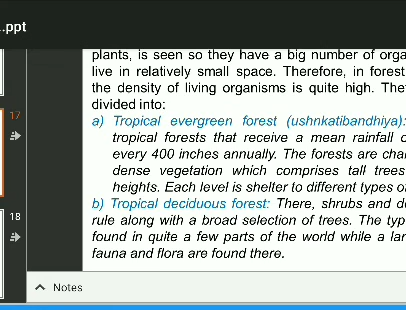 ..ppt
plants, is seen so they have a big number of orga
live in relatively small space. Therefore, in forest
the density of living organisms is quite high. The
divided into:
a) Tropical evergreen forest (ushnkatibandhiya):
tropical forests that receive a mean rainfall o
every 400 inches annually. The forests are cha
dense vegetation which comprises tall trees
heights. Each level is shelter to different types of
b) Tropical deciduous forest: There, shrubs and de
rule along with a broad selection of trees. The typ
found in quite a few parts of the world while a lar
fauna and flora are found there.
17
18
Notes